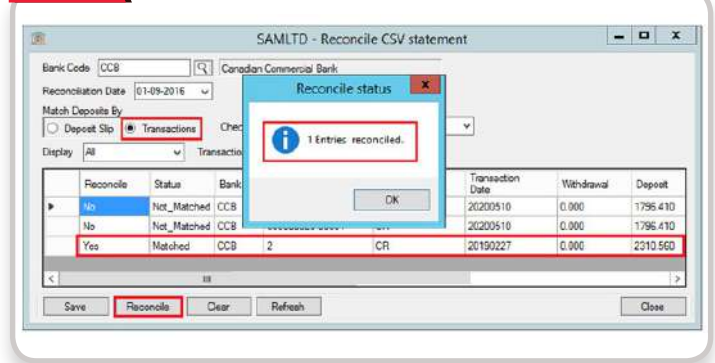 SAMLTD - Reconcile CSV statement
Bank Code CCB Canadian Commercial Bank
Reconciliation Date 01-09-2016
Match Deposits By
Deposit Slip Transactions
Display All
Reconcile status
1 Entries reconciled.
OK
Reconcile Status Bank Transaction Date Withdrawal Deposit
No Not_Matched CCB 20200510 0.000 1796.410
No Not_Matched CCB 20200510 0.000 1796.410
Yes Matched CCB 2 CR 20190227 0.000 2310.560
Save Reconcile Clear Refresh Close